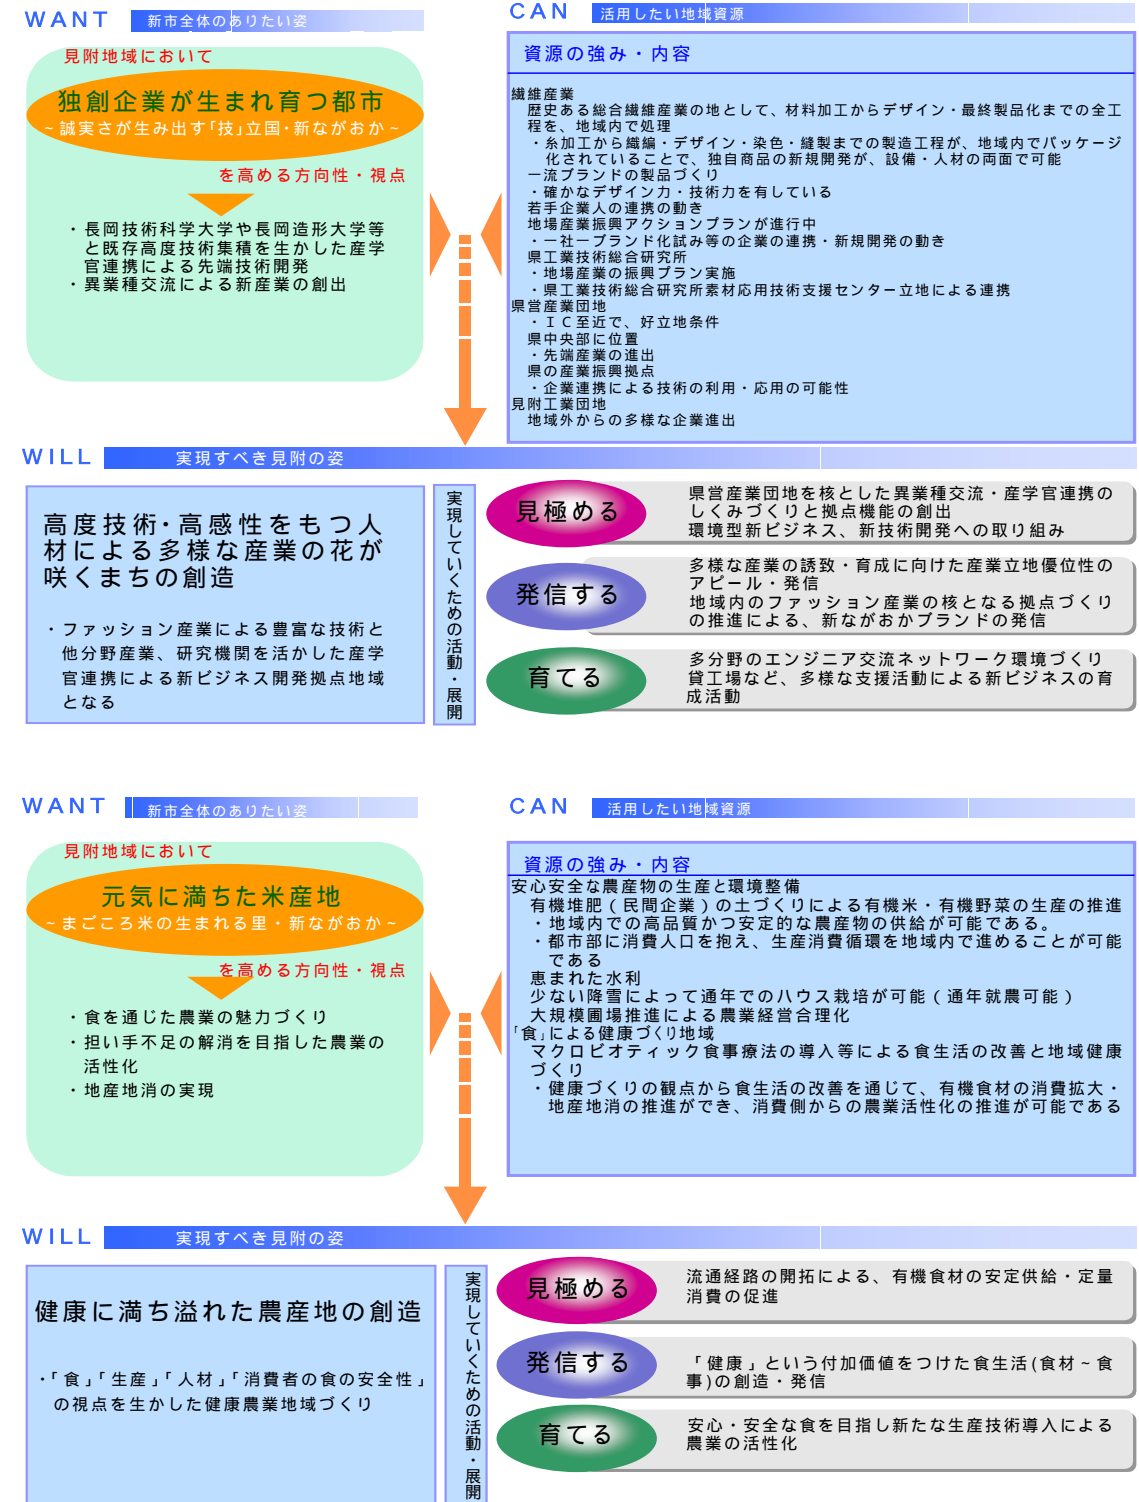 WANT 新市全体のありたい姿
見附地域において
独創企業が生まれ育つ都市
~誠実さが生み出す「技」立国・新ながおか~
を高める方向性・視点
・長岡技術科学大学や長岡造形大学等
と既存高度技術集積を生かした産学
官連携による先端技術開発
・異業種交流による新産業の創出
CAN 活用したい地域資源
資源の強み・内容
繊維産業
歴史ある総合繊維産業の地として、材料加工からデザイン・最終製品化までの全工
程を、地域内で処理
・糸加工から織編・デザイン・染色・縫製までの製造工程が、地域内でパッケージ
化されていることで、独自商品の新規開発が、設備・人材の両面で可能
一流ブランドの製品づくり
・確かなデザイン力・技術力を有している
若手企業人の連携の動き
地場産業振興アクションプランが進行中
・一社一ブランド化試み等の企業の連携・新規開発の動き
県工業技術総合研究所
・地場産業の振興プラン実施
・県工業技術総合研究所素材応用技術支援センター立地による連携
県営産業団地
・ＩＣ至近で、好立地条件
県中央部に位置
・先端産業の進出
県の産業振興拠点
・企業連携による技術の利用・応用の可能性
見附工業団地
地域外からの多様な企業進出
WILL 実現すべき見附の姿
高度技術・高感性をもつ人
材による多様な産業の花が
咲くまちの創造
・ファッション産業による豊富な技術と
他分野産業、研究機関を活かした産学
官連携による新ビジネス開発拠点地域
となる
実現していくための活動・展開
見極める
県営産業団地を核とした異業種交流・産学官連携の
しくみづくりと拠点機能の創出
環境型新ビジネス、新技術開発への取り組み
発信する
多様な産業の誘致・育成に向けた産業立地優位性の
アピール・発信
地域内のファッション産業の核となる拠点づくり
の推進による、新ながおかブランドの発信
育てる
多分野のエンジニア交流ネットワーク環境づくり
貸工場など、多様な支援活動による新ビジネスの育
成活動
WANT 新市全体のありたい姿
見附地域において
元気に満ちた米産地
~まごころ米の生まれる里・新ながおか~
を高める方向性・視点
・食を通じた農業の魅力づくり
・担い手不足の解消を目指した農業の
活性化
・地産地消の実現
CAN 活用したい地域資源
資源の強み・内容
安心安全な農産物の生産と環境整備
有機堆肥(民間企業)の土づくりによる有機米・有機野菜の生産の推進
・地域内での高品質かつ安定的な農産物の供給が可能である。
・都市部に消費人口を抱え、生産消費循環を地域内で進めることが可能
である
恵まれた水利
少ない降雪によって通年でのハウス栽培が可能(通年就農可能)
大規模圃場推進による農業経営合理化
「食」による健康づくり地域
マクロビオティック食事療法の導入等による食生活の改善と地域健康
づくり
・健康づくりの観点から食生活の改善を通じて、有機食材の消費拡大・
地産地消の推進ができ、消費側からの農業活性化の推進が可能である
WILL 実現すべき見附の姿
健康に満ち溢れた農産地の創造
・「食」「生産」「人材」「消費者の食の安全性」
の視点を生かした健康農業地域づくり
実現していくための活動・展開
見極める
流通経路の開拓による、有機食材の安定供給・定量
消費の促進
発信する
「健康」という付加価値をつけた食生活(食材~食
事)の創造・発信
育てる
安心・安全な食を目指し新たな生産技術導入による
農業の活性化